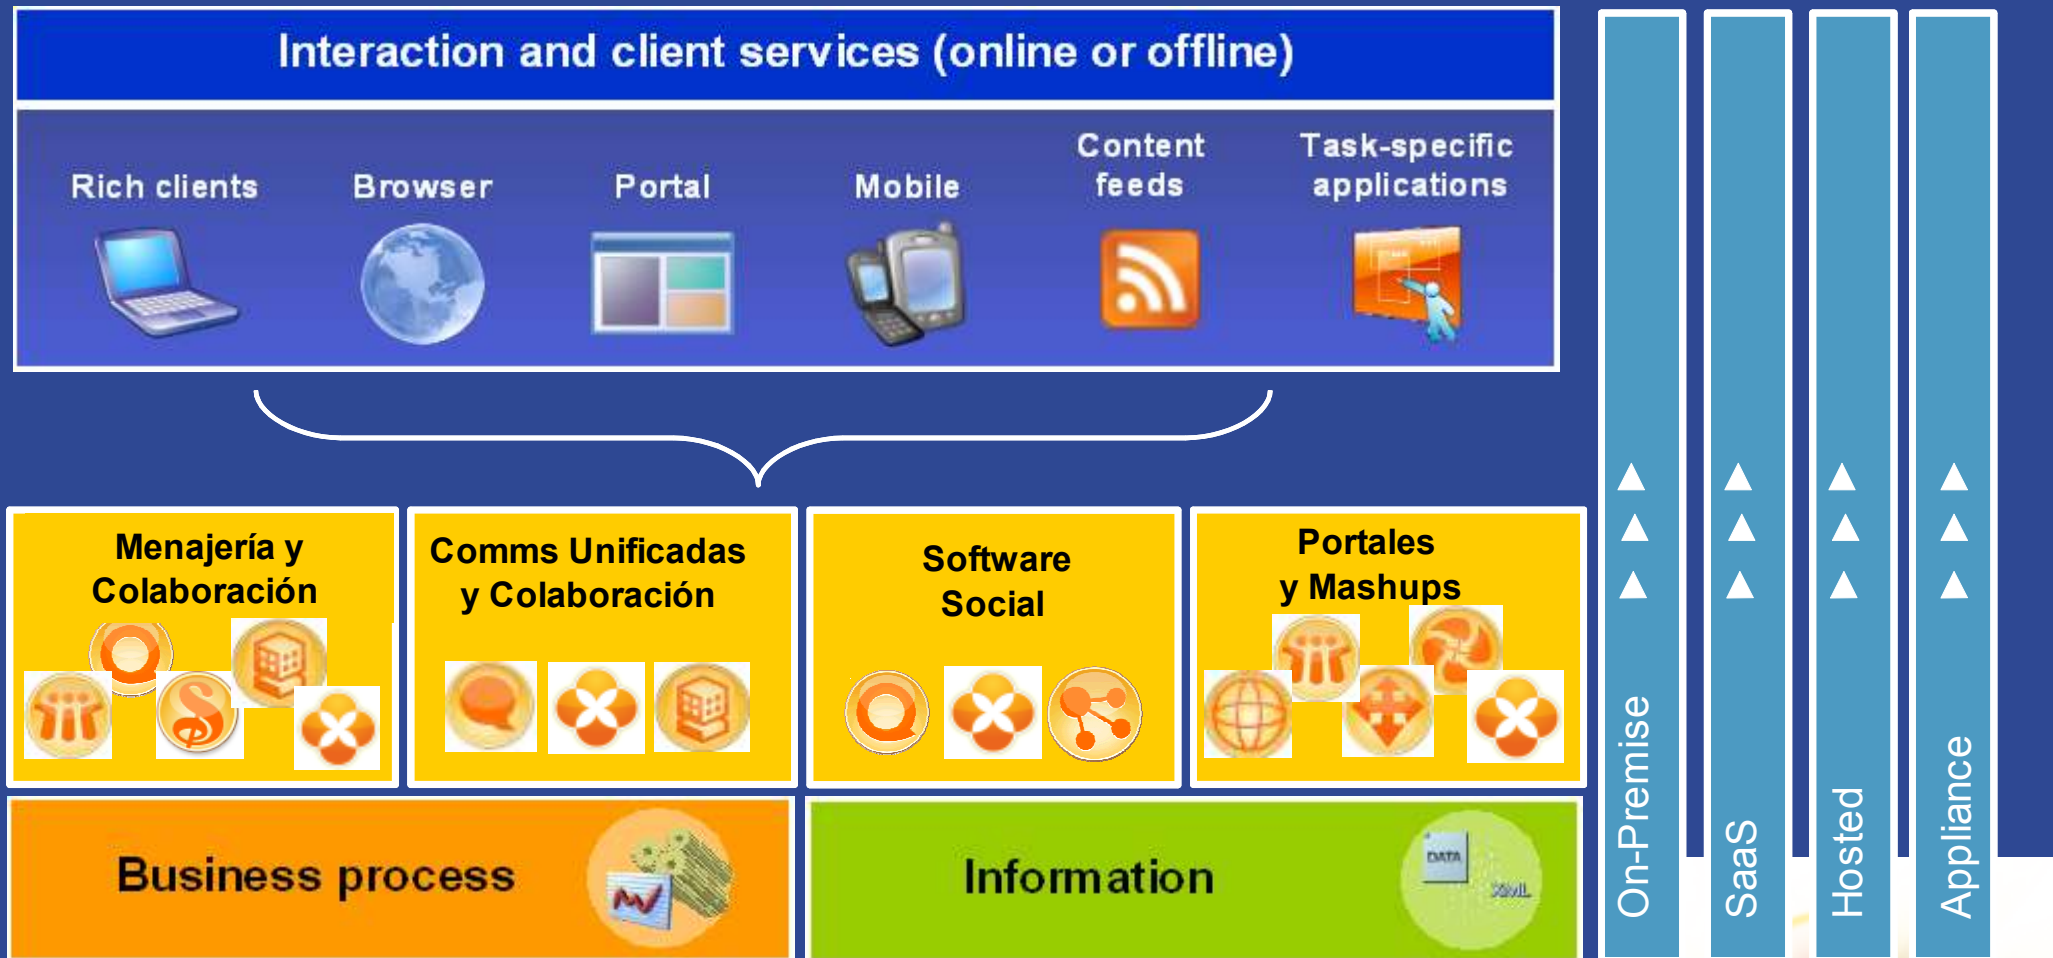 Interaction and client services (online or offline)
Rich clients
Browser
Portal
Mobile
Content
feeds
Task-specific
applications
Menajería y
Colaboración
Comms Unificadas
y Colaboración
Software
Social
Portales
y Mashups
Business process
Information
DATA
XML
On-Premise
SaaS
Hosted
Appliance